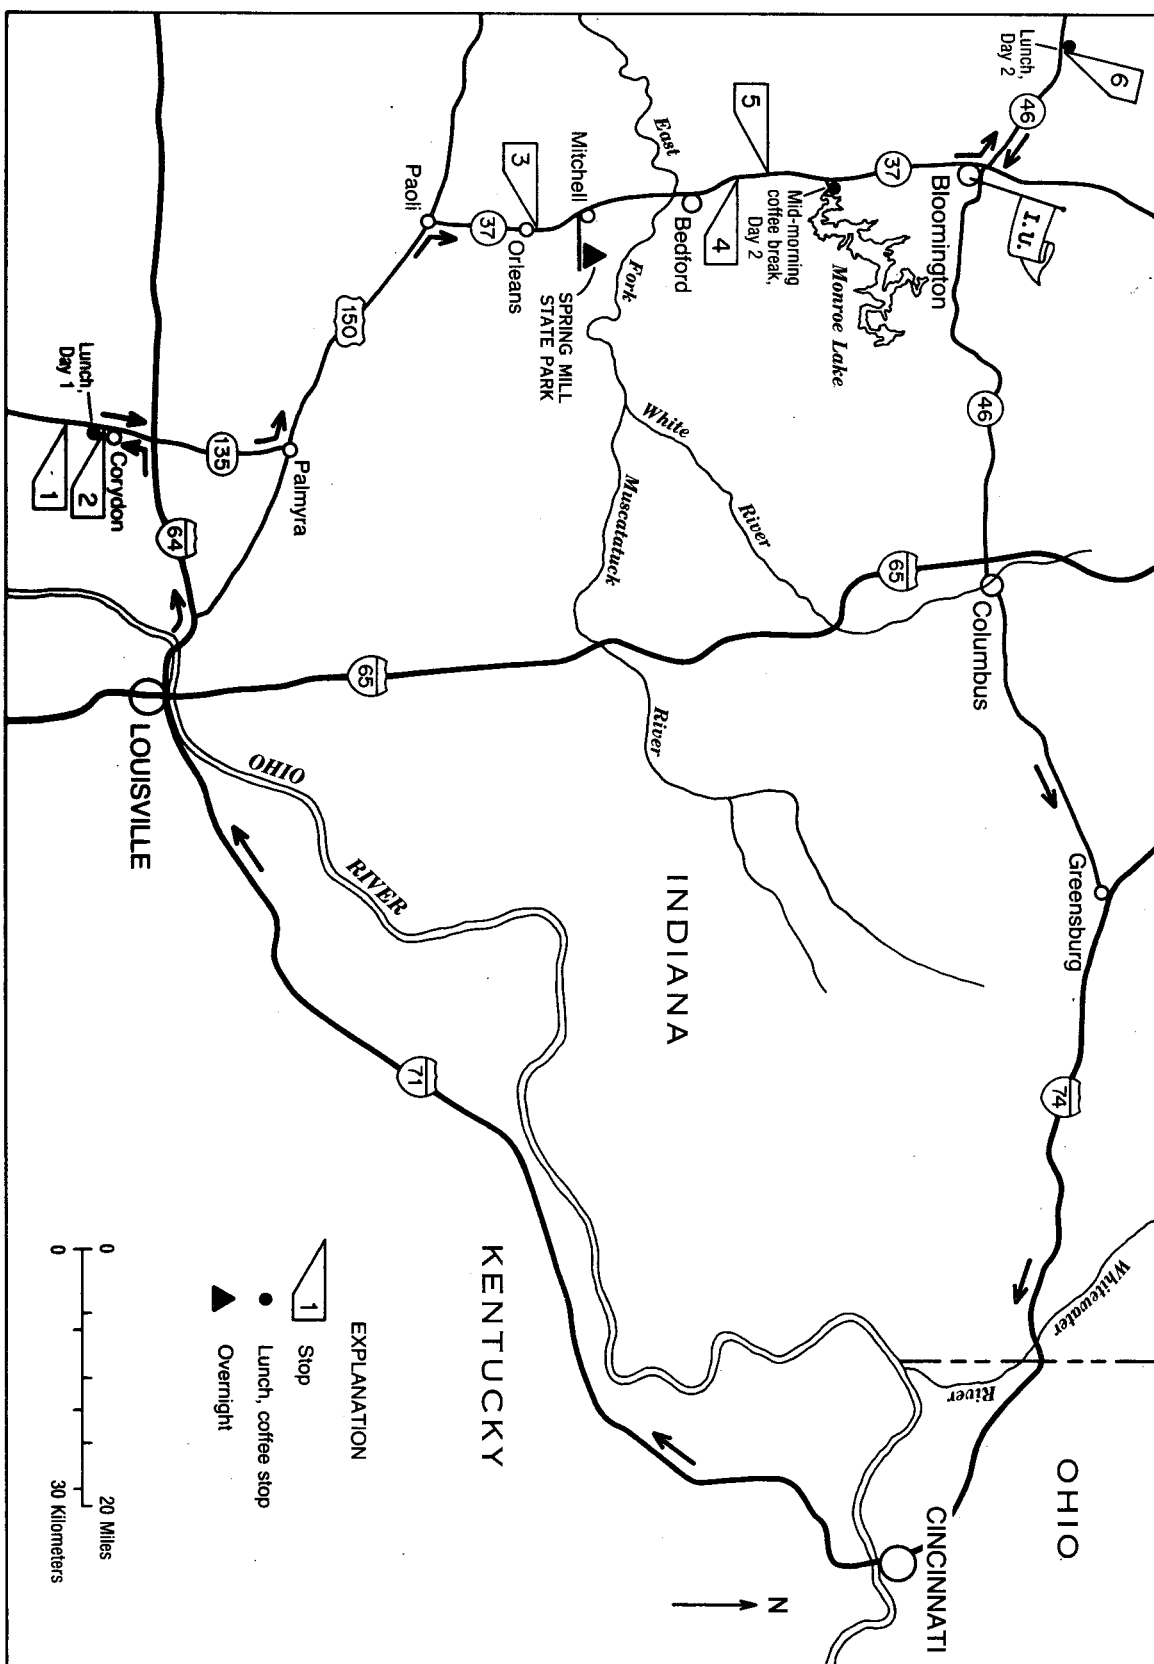 6
Lunch,
Day 2
46
I.U.
Bloomington
37
5
Mid-morning
coffee break,
Day 2
Monroe Lake
4
Bedford
East
Fork
White
River
Mitchell
3
SPRING MILL
STATE PARK
Orleans
37
Paoli
150
Palmyra
135
Lunch,
Day 1
Corydon
2
1
64
46
Columbus
65
Muscatatuck
River
65
LOUISVILLE
OHIO
RIVER
Greensburg
INDIANA
74
71
Whitewater
River
OHIO
CINCINNATI
KENTUCKY
N
EXPLANATION
1 Stop
Lunch, coffee stop
Overnight
0 20 Miles
0 30 Kilometers